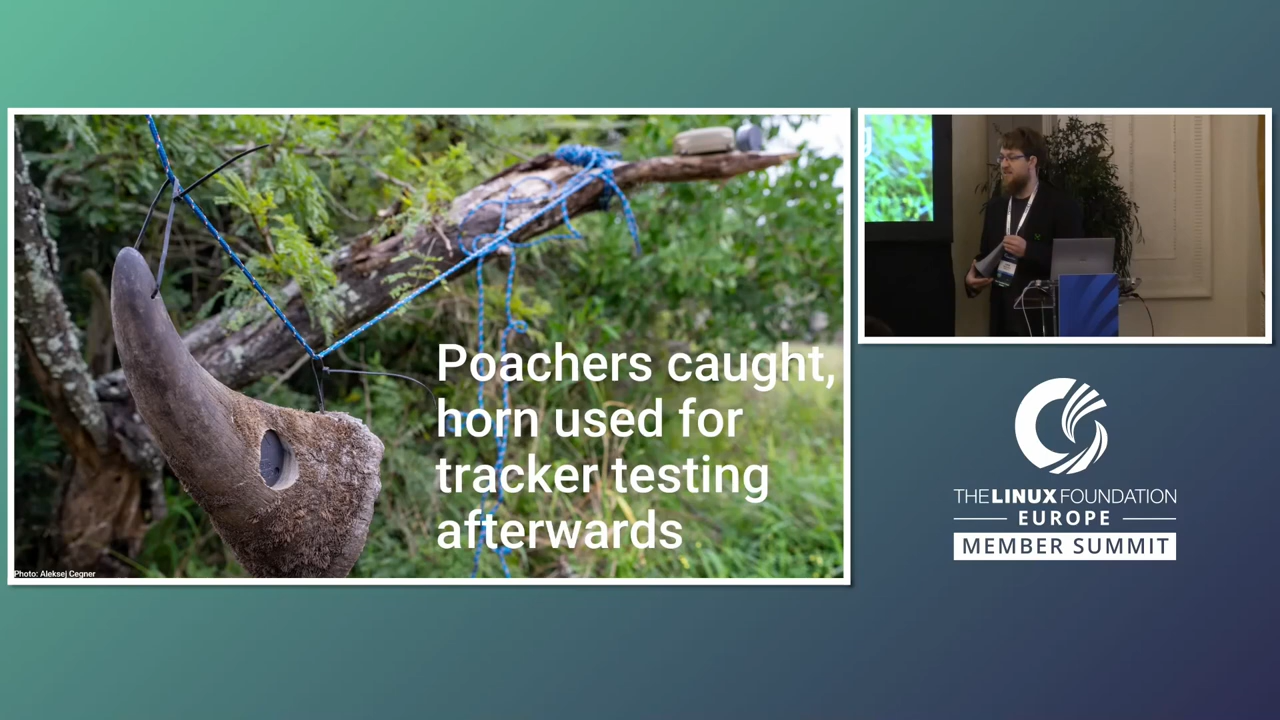 Poachers caught,
horn used for
tracker testing
afterwards
Photo: Aleksej Cegner
THE LINUX FOUNDATION
EUROPE
MEMBER SUMMIT